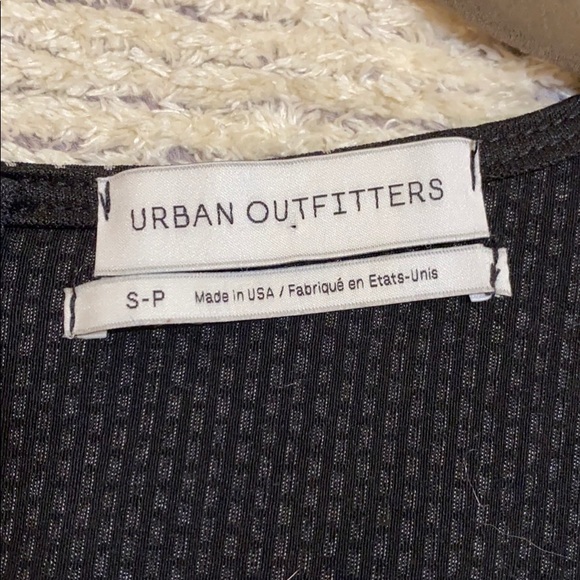 URBAN OUTFITTERS
S-P Made in USA / Fabriqué en Etats-Unis